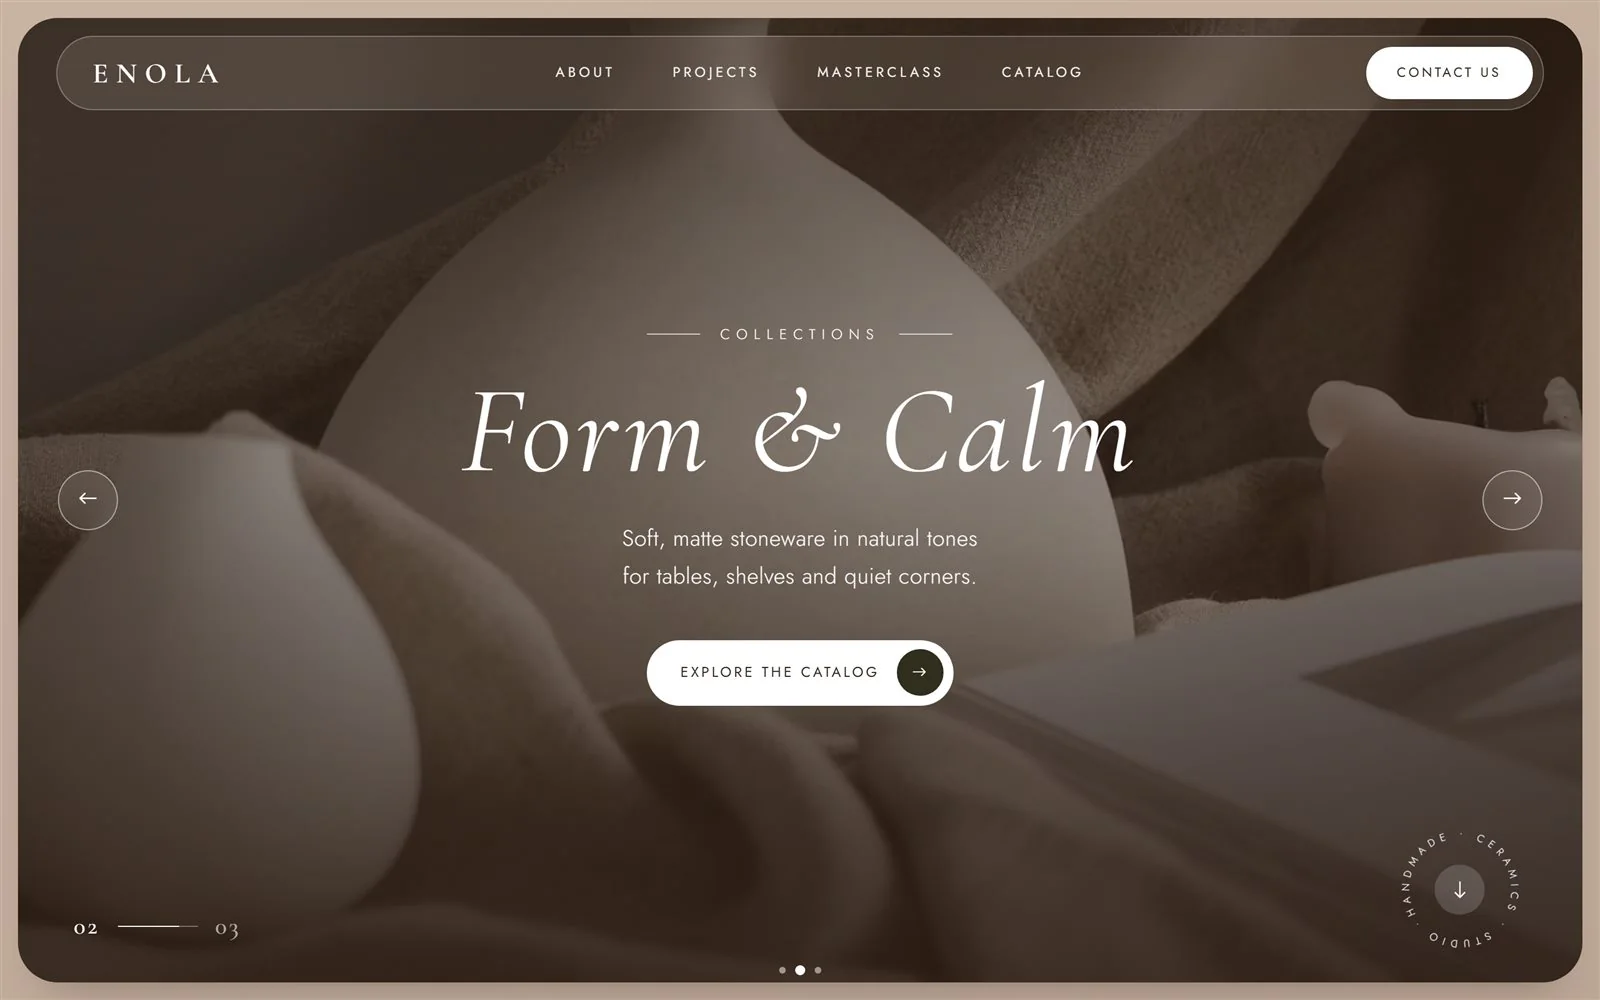 ENOLA
ABOUT
PROJECTS
MASTERCLASS
CATALOG
CONTACT US
COLLECTIONS
Form & Calm
Soft, matte stoneware in natural tones
for tables, shelves and quiet corners.
EXPLORE THE CATALOG
HANDMADE · CERAMICS · STUDIO ·
02
03